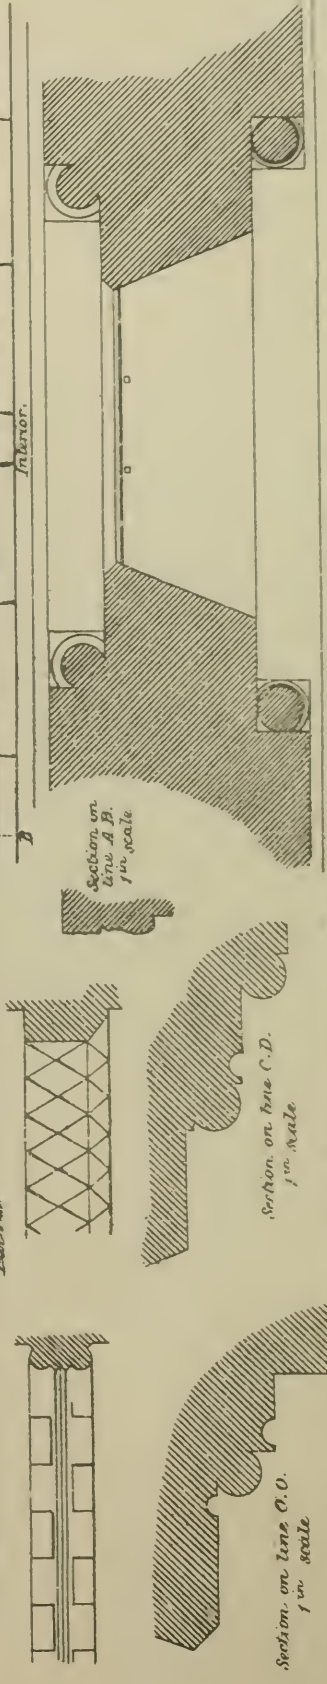 Interior.
B
Section on
line A B.
1 in scale
Section on line C.D.
1 in scale
Section on line O.O.
1 in scale